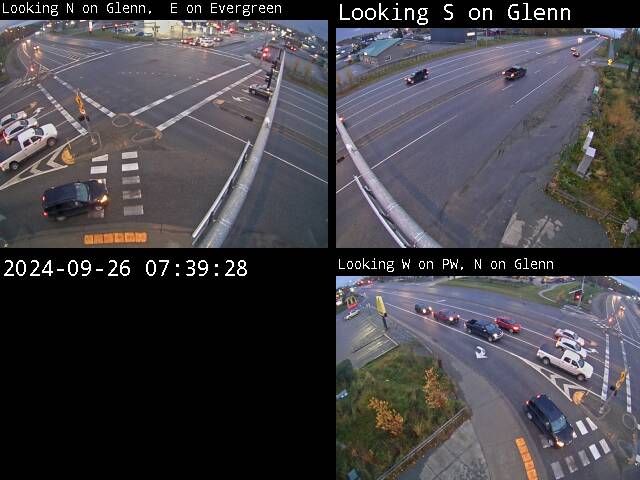 Looking N on Glenn, E on Evergreen
Looking S on Glenn
2024-09-26 07:39:28
Looking W on PW, N on Glenn